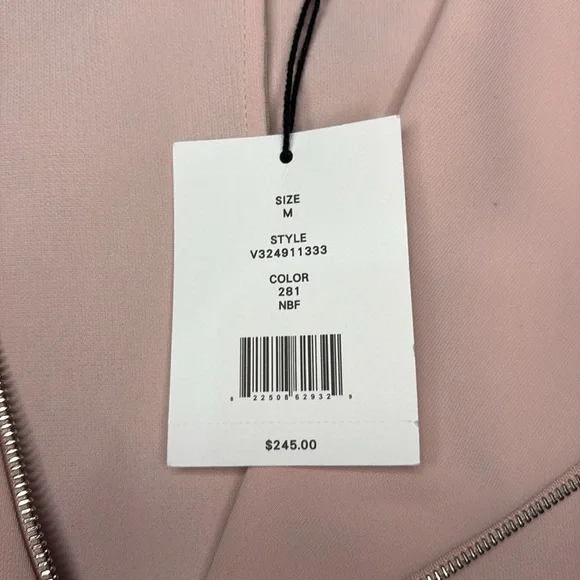 SIZE
M
STYLE
V324911333
COLOR
281
NBF
8 22508 62932 9
$245.00